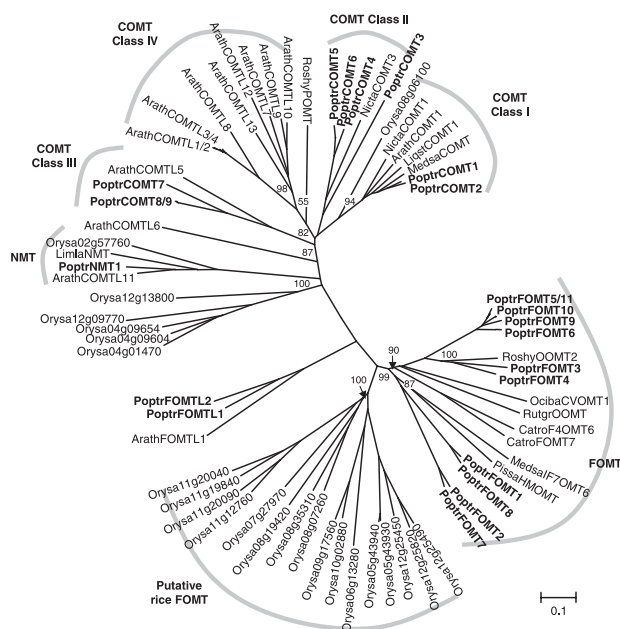 COMT
Class IV
COMT Class II
COMT
Class I
COMT
Class III
NMT
FOMT
Putative
rice FOMT
ArathCOMTL1/2
ArathCOMTL3/4
ArathCOMTL8
ArathCOMTL13
ArathCOMTL12
ArathCOMTL7
ArathCOMTL9
ArathCOMTL10
RoshyPOMT
PoptrCOMT5
PoptrCOMT6
PoptrCOMT4
NictaCOMT3
PoptrCOMT3
Orysa08g06100
NictaCOMT1
ArathCOMT1
LiqstCOMT1
MedsaCOMT
PoptrCOMT1
PoptrCOMT2
ArathCOMTL5
PoptrCOMT7
PoptrCOMT8/9
ArathCOMTL6
Orysa02g57760
LimlaNMT
PoptrNMT1
ArathCOMTL11
Orysa12g13800
Orysa12g09770
Orysa04g09654
Orysa04g09604
Orysa04g01470
PoptrFOMTL2
PoptrFOMTL1
ArathFOMTL1
PoptrFOMT5/11
PoptrFOMT10
PoptrFOMT9
PoptrFOMT6
RoshyOOMT2
PoptrFOMT3
PoptrFOMT4
OcibaCVOMT1
RutgrOOMT
CatroF4OMT6
CatroFOMT7
MedsaIF7OMT6
PissaHMOMT
PoptrFOMT1
PoptrFOMT8
PoptrFOMT2
PoptrFOMT7
Orysa11g20040
Orysa11g19840
Orysa11g20090
Orysa11g12760
Orysa07g27970
Orysa08g19420
Orysa08g35310
Orysa08g07260
Orysa09g17560
Orysa10g02880
Orysa06g13280
Orysa05g43940
Orysa05g43930
Orysa12g25450
Orysa12g25820
Orysa12g25490
98
55
94
82
87
100
90
100
99
87
100
0.1